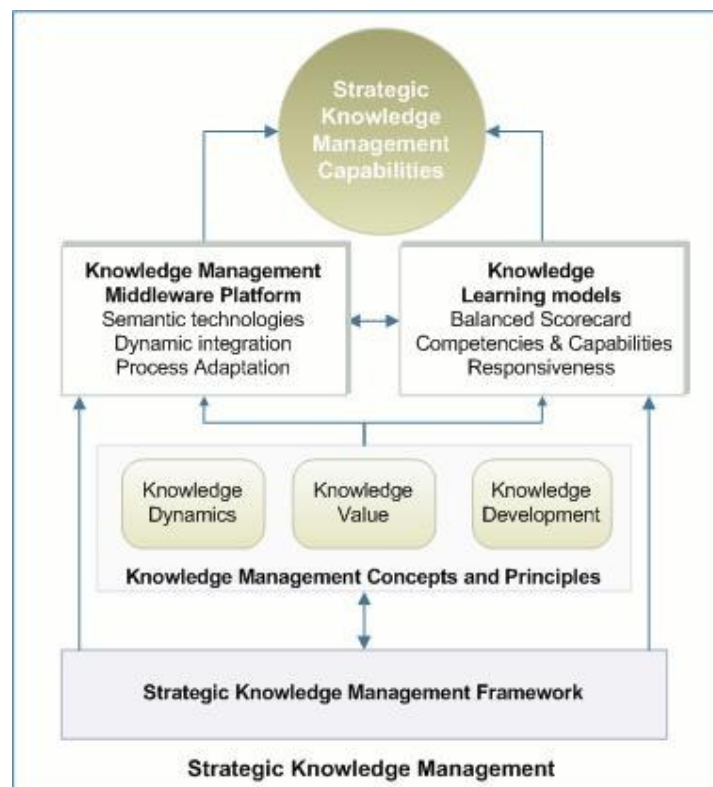 Strategic
Knowledge
Management
Capabilities
Knowledge Management
Middleware Platform
Semantic technologies
Dynamic integration
Process Adaptation
Knowledge
Learning models
Balanced Scorecard
Competencies & Capabilities
Responsiveness
Knowledge
Dynamics
Knowledge
Value
Knowledge
Development
Knowledge Management Concepts and Principles
Strategic Knowledge Management Framework
Strategic Knowledge Management